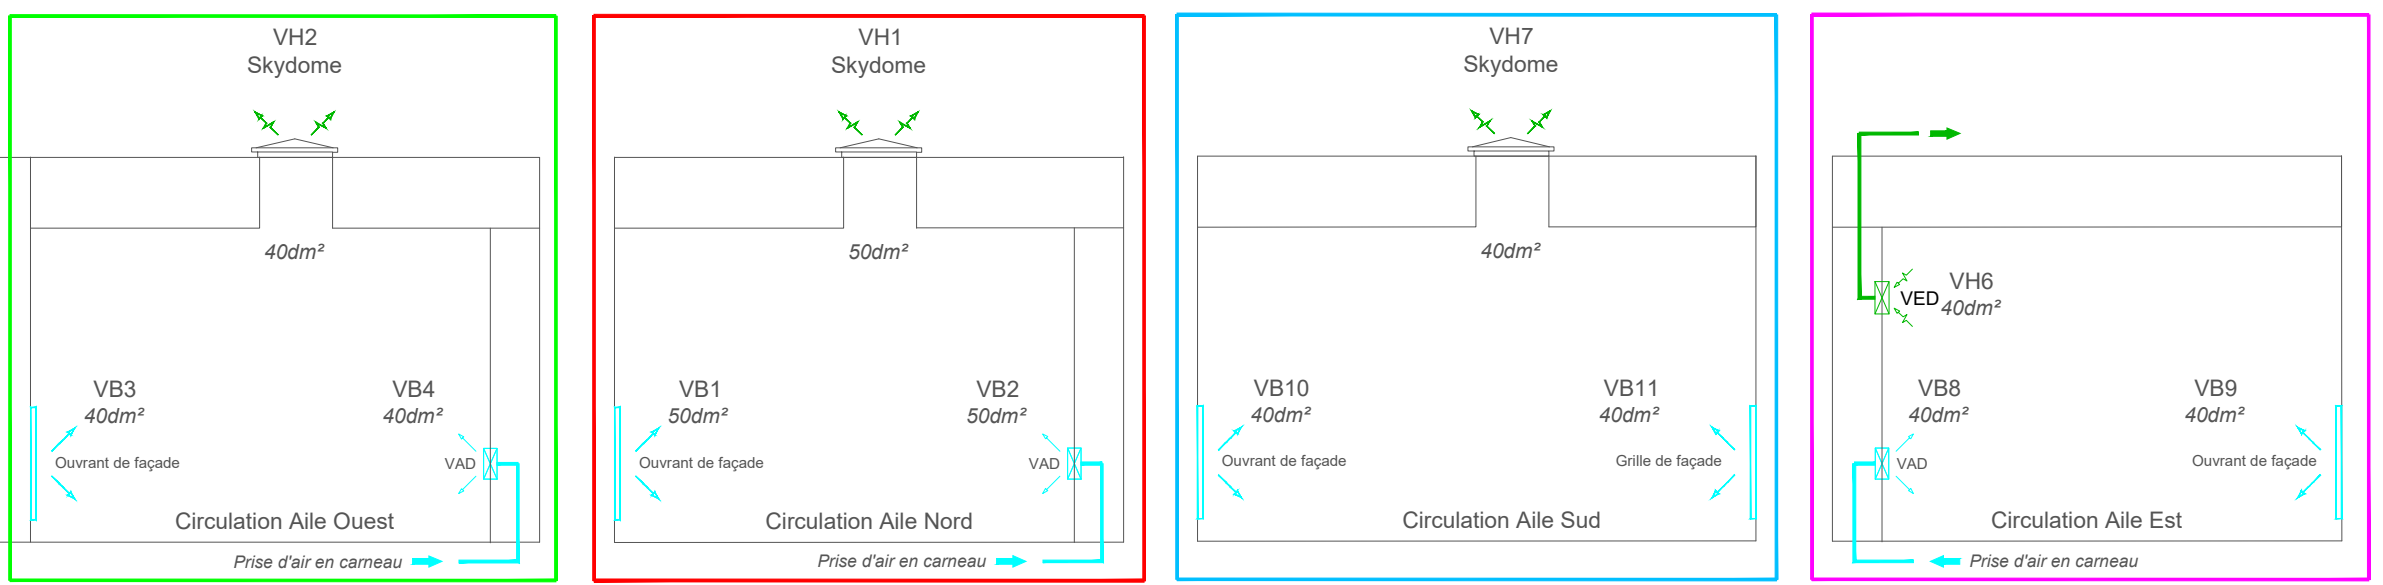 VH2
Skydome
40dm²
VB3
40dm²
VB4
40dm²
Ouvrant de façade
VAD
Circulation Aile Ouest
Prise d'air en carneau
VH1
Skydome
50dm²
VB1
50dm²
VB2
50dm²
Ouvrant de façade
VAD
Circulation Aile Nord
Prise d'air en carneau
VH7
Skydome
40dm²
VB10
40dm²
VB11
40dm²
Ouvrant de façade
Grille de façade
Circulation Aile Sud
VH6
VED
40dm²
VB8
40dm²
VB9
40dm²
VAD
Ouvrant de façade
Circulation Aile Est
Prise d'air en carneau